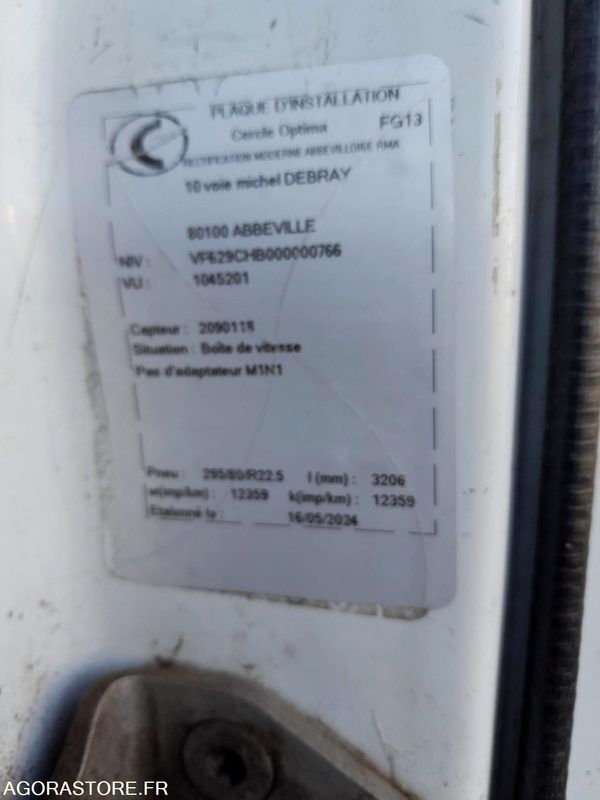 PLAQUE D'INSTALLATION
Cercle Optima FG13
RECTIFICATION MODERNE ABBEVILLOISE RMA
10 voie michel DEBRAY
80100 ABBEVILLE
NIV : VF629CHB000000766
VU : 1045201
Capteur : 2090118
Situation : Boîte de vitesse
Pas d'adaptateur M1N1
Pneu : 295/80/R22.5 l (mm) : 3206
w(imp/km) : 12359 k(imp/km) : 12359
Etalonné le : 16/05/2024
AGORASTORE.FR